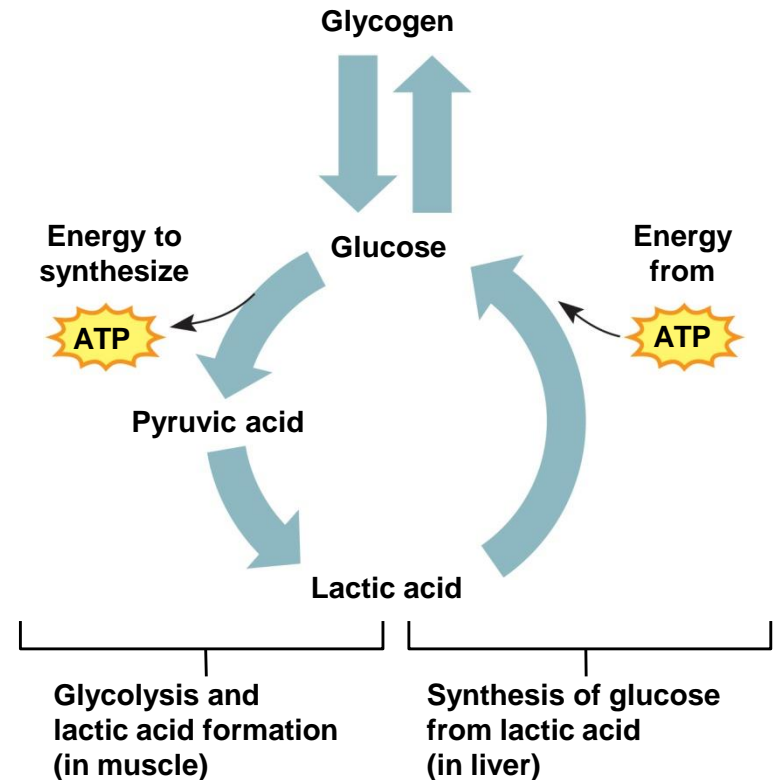 Glycogen
Glucose
Energy to
synthesize
ATP
Energy
from
ATP
Pyruvic acid
Lactic acid
Glycolysis and
lactic acid formation
(in muscle)
Synthesis of glucose
from lactic acid
(in liver)